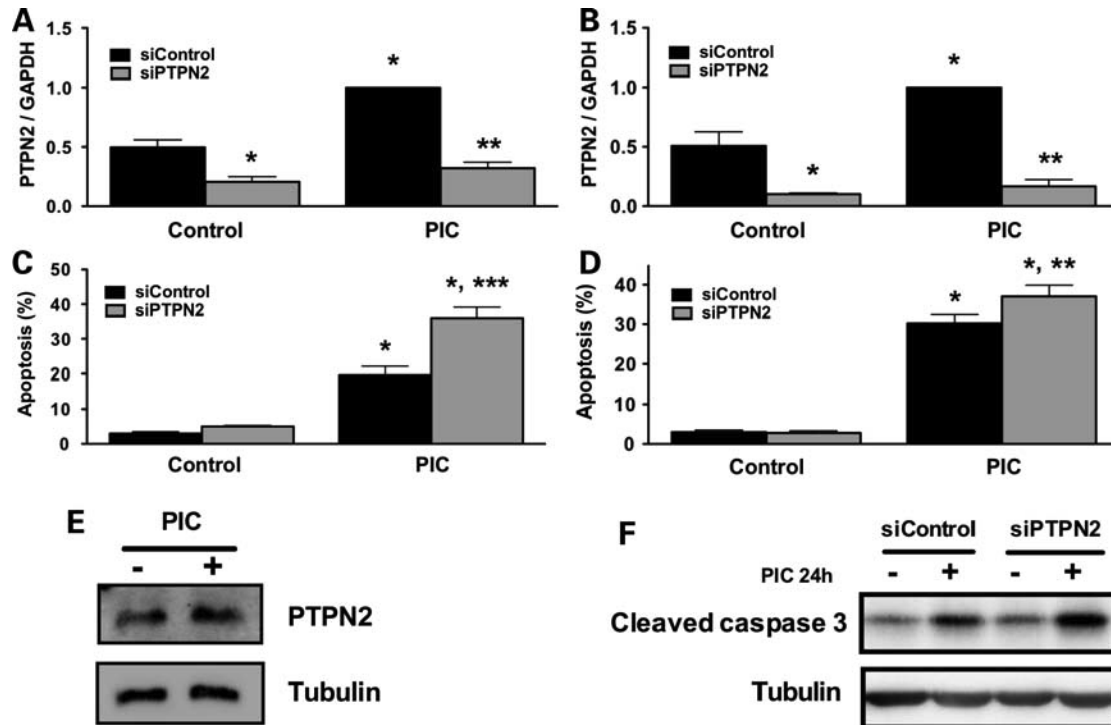 A
PTPN2 / GAPDH
1.5
1.0
0.5
0.0
siControl
siPTPN2
*
*
**
Control
PIC
B
PTPN2 / GAPDH
1.5
1.0
0.5
0.0
siControl
siPTPN2
*
*
**
Control
PIC
C
Apoptosis (%)
50
40
30
20
10
0
siControl
siPTPN2
*
*, ***
Control
PIC
D
Apoptosis (%)
40
30
20
10
0
siControl
siPTPN2
*
*, **
Control
PIC
E
PIC
- +
PTPN2
Tubulin
F
siControl siPTPN2
PIC 24h - + - +
Cleaved caspase 3
Tubulin